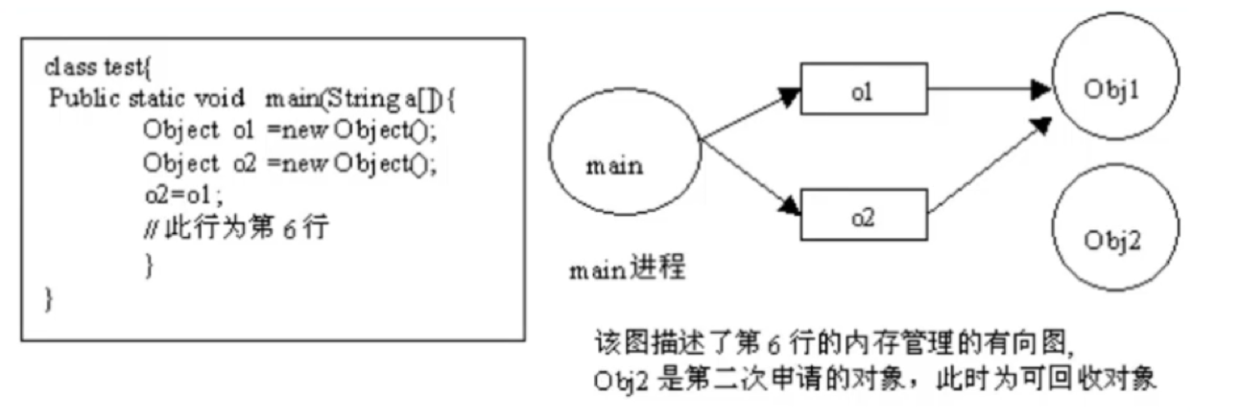 class test{
Public static void main(String a[]){
Object o1 =new Object();
Object o2 =new Object();
o2=o1;
//此行为第 6 行
}
}
main
o1
o2
Obj1
Obj2
main进程
该图描述了第 6 行的内存管理的有向图,
Obj2 是第二次申请的对象，此时为可回收对象